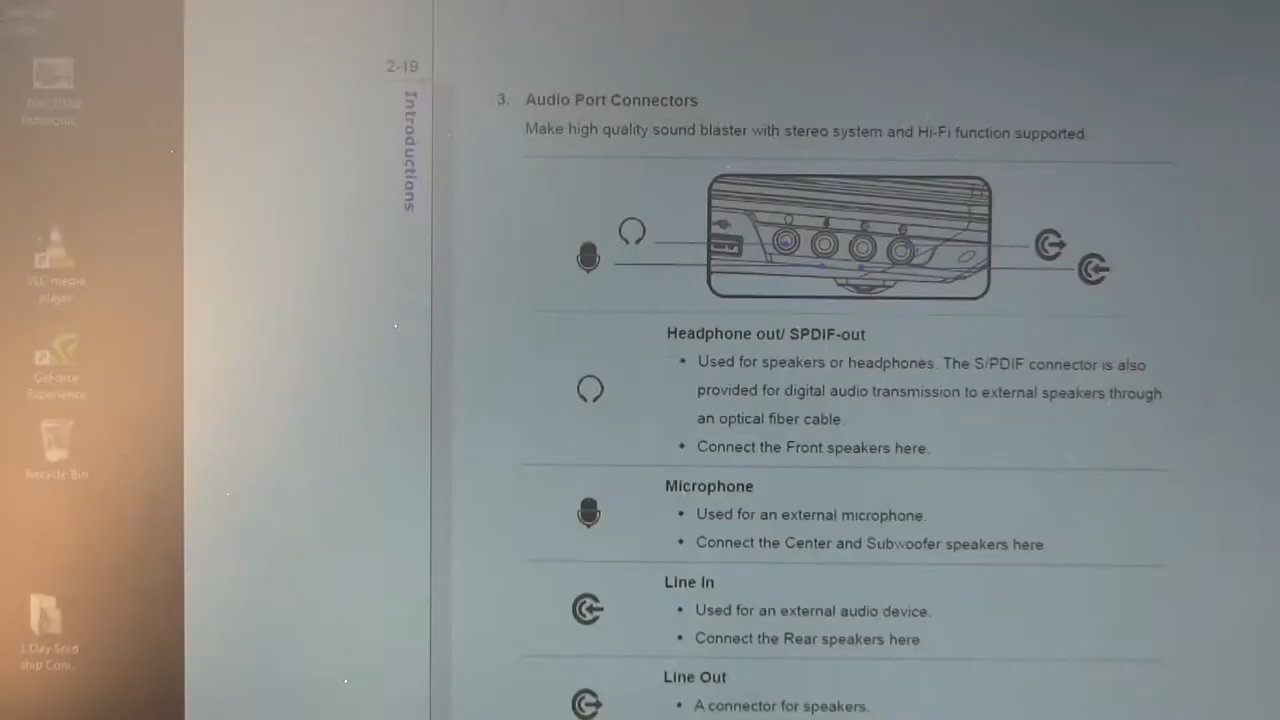 2-19
Introductions
3. Audio Port Connectors
Make high quality sound blaster with stereo system and Hi-Fi function supported
Headphone out/ SPDIF-out
• Used for speakers or headphones. The S/PDIF connector is also
provided for digital audio transmission to external speakers through
an optical fiber cable.
• Connect the Front speakers here.
Microphone
• Used for an external microphone.
• Connect the Center and Subwoofer speakers here
Line In
• Used for an external audio device.
• Connect the Rear speakers here
Line Out
• A connector for speakers.
VLC media
player
GeForce
Experience
Recycle Bin